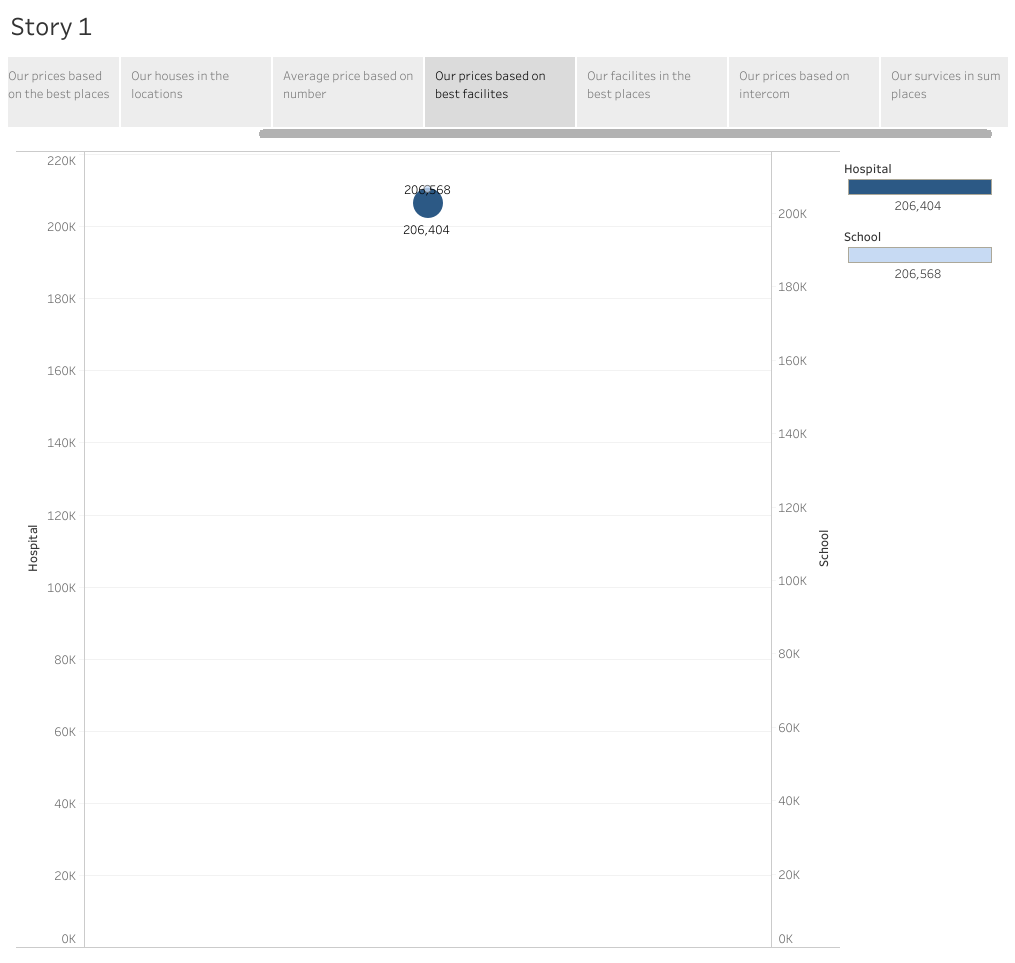 Story 1
Our prices based
on the best places
Our houses in the
locations
Average price based on
number
Our prices based on
best facilites
Our facilites in the
best places
Our prices based on
intercom
Our survices in sum
places
220K
200K
180K
160K
140K
120K
100K
80K
60K
40K
20K
0K
Hospital
206,568
206,404
200K
180K
160K
140K
120K
100K
80K
60K
40K
20K
0K
School
Hospital
206,404
School
206,568